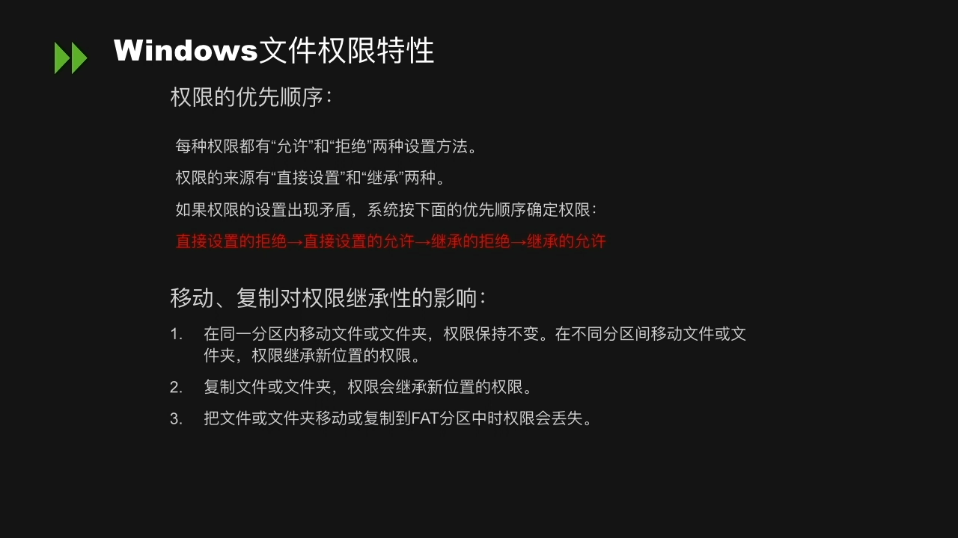 Windows文件权限特性
权限的优先顺序：
每种权限都有“允许”和“拒绝”两种设置方法。
权限的来源有“直接设置”和“继承”两种。
如果权限的设置出现矛盾，系统按下面的优先顺序确定权限：
直接设置的拒绝→直接设置的允许→继承的拒绝→继承的允许
移动、复制对权限继承性的影响：
1. 在同一分区内移动文件或文件夹，权限保持不变。在不同分区间移动文件或文
件夹，权限继承新位置的权限。
2. 复制文件或文件夹，权限会继承新位置的权限。
3. 把文件或文件夹移动或复制到FAT分区中时权限会丢失。